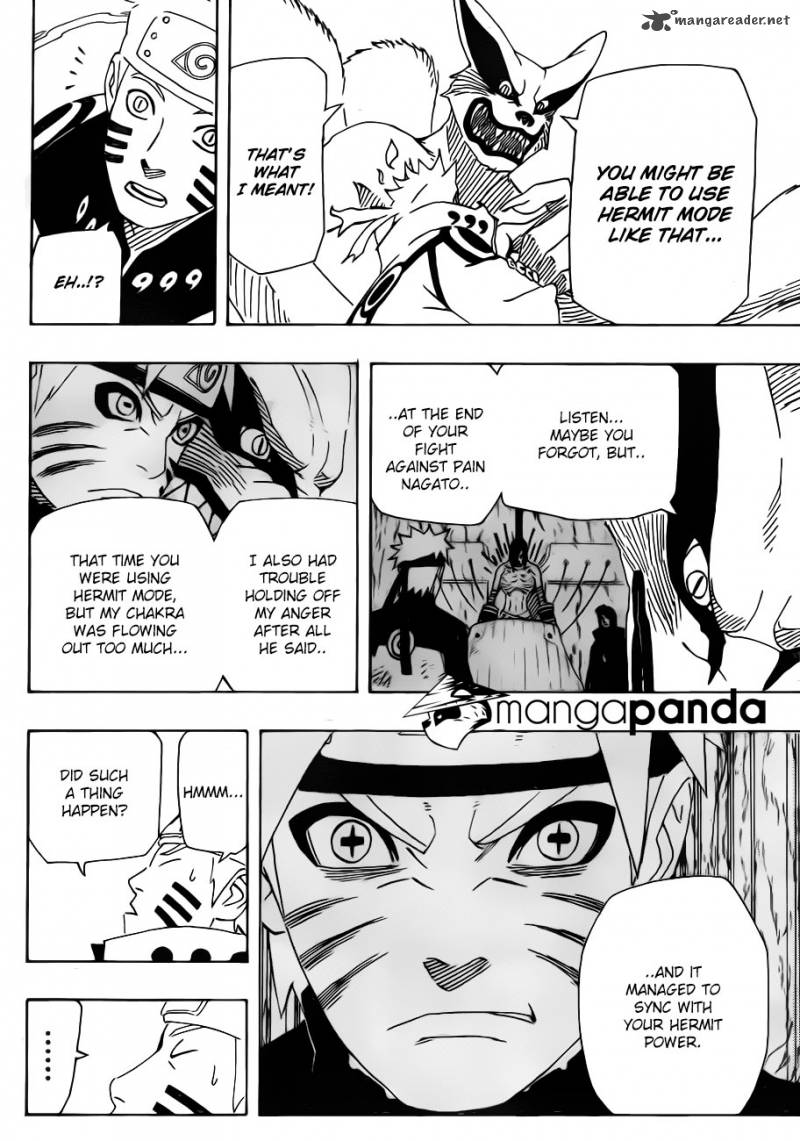 mangareader.net
EH..!?
THAT'S
WHAT
I MEANT!
YOU MIGHT BE
ABLE TO USE
HERMIT MODE
LIKE THAT...
THAT TIME YOU
WERE USING
HERMIT MODE,
BUT MY CHAKRA
WAS FLOWING
OUT TOO MUCH...
I ALSO HAD
TROUBLE
HOLDING OFF
MY ANGER
AFTER ALL
HE SAID..
..AT THE END
OF YOUR
FIGHT
AGAINST PAIN
NAGATO..
LISTEN...
MAYBE YOU
FORGOT, BUT..
mangapanda
DID SUCH
A THING
HAPPEN?
HMMM...
..AND IT
MANAGED TO
SYNC WITH
YOUR HERMIT
POWER.
.......